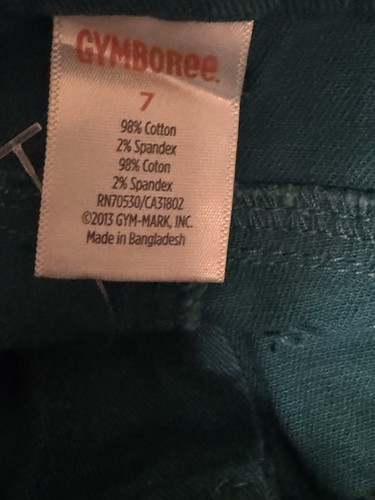 GYMBOREE.
7
98% Cotton
2% Spandex
98% Coton
2% Spandex
RN70530/CA31802
©2013 GYM-MARK, INC.
Made in Bangladesh